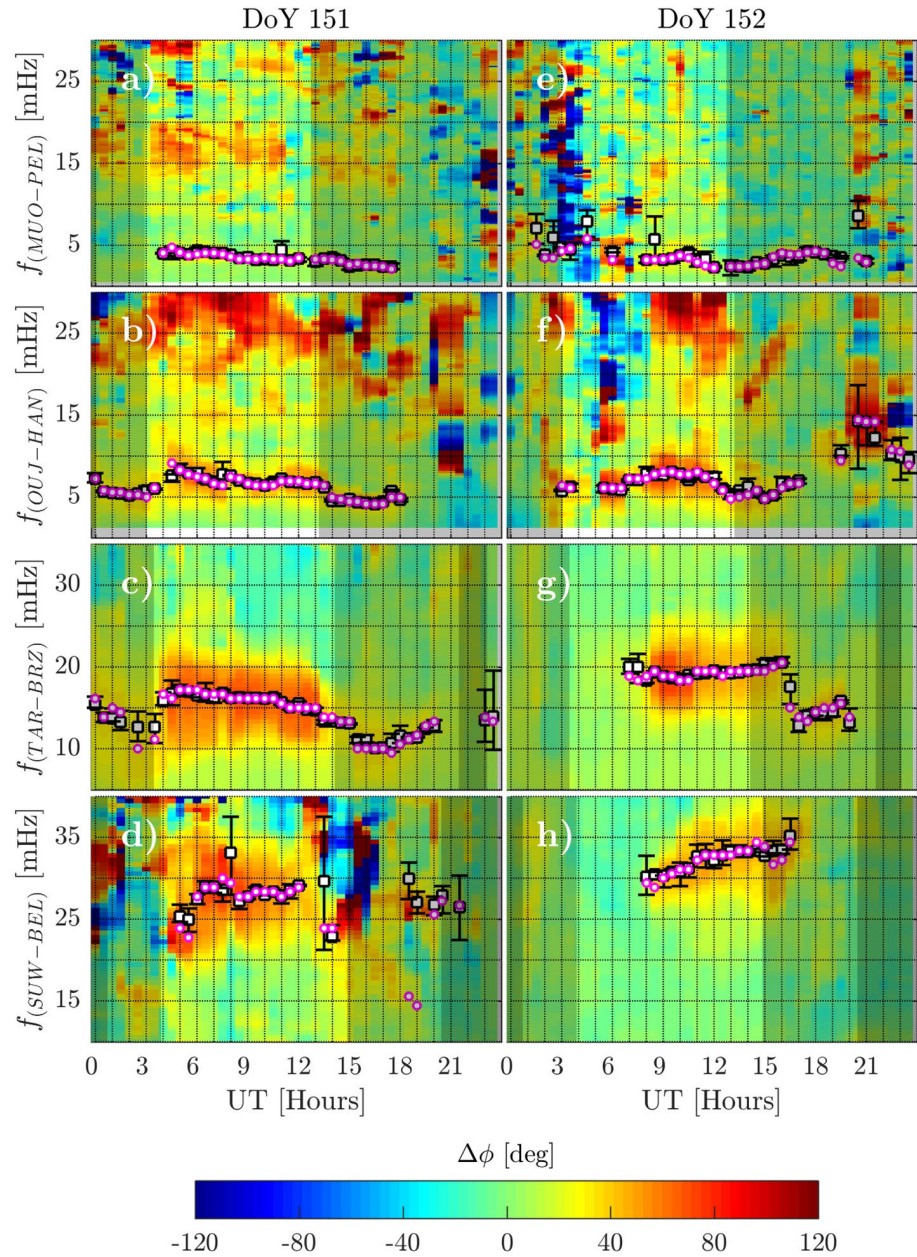 DoY 151 DoY 152
f(MUO−PEL) [mHz]
25
15
5
a)
e)
f(OUJ−HAN) [mHz]
25
15
5
b)
f)
f(TAR−BRZ) [mHz]
30
20
10
c)
g)
f(SUW−BEL) [mHz]
35
25
15
d)
h)
0 3 6 9 12 15 18 21 0 3 6 9 12 15 18 21
UT [Hours] UT [Hours]
Δϕ [deg]
-120 -80 -40 0 40 80 120